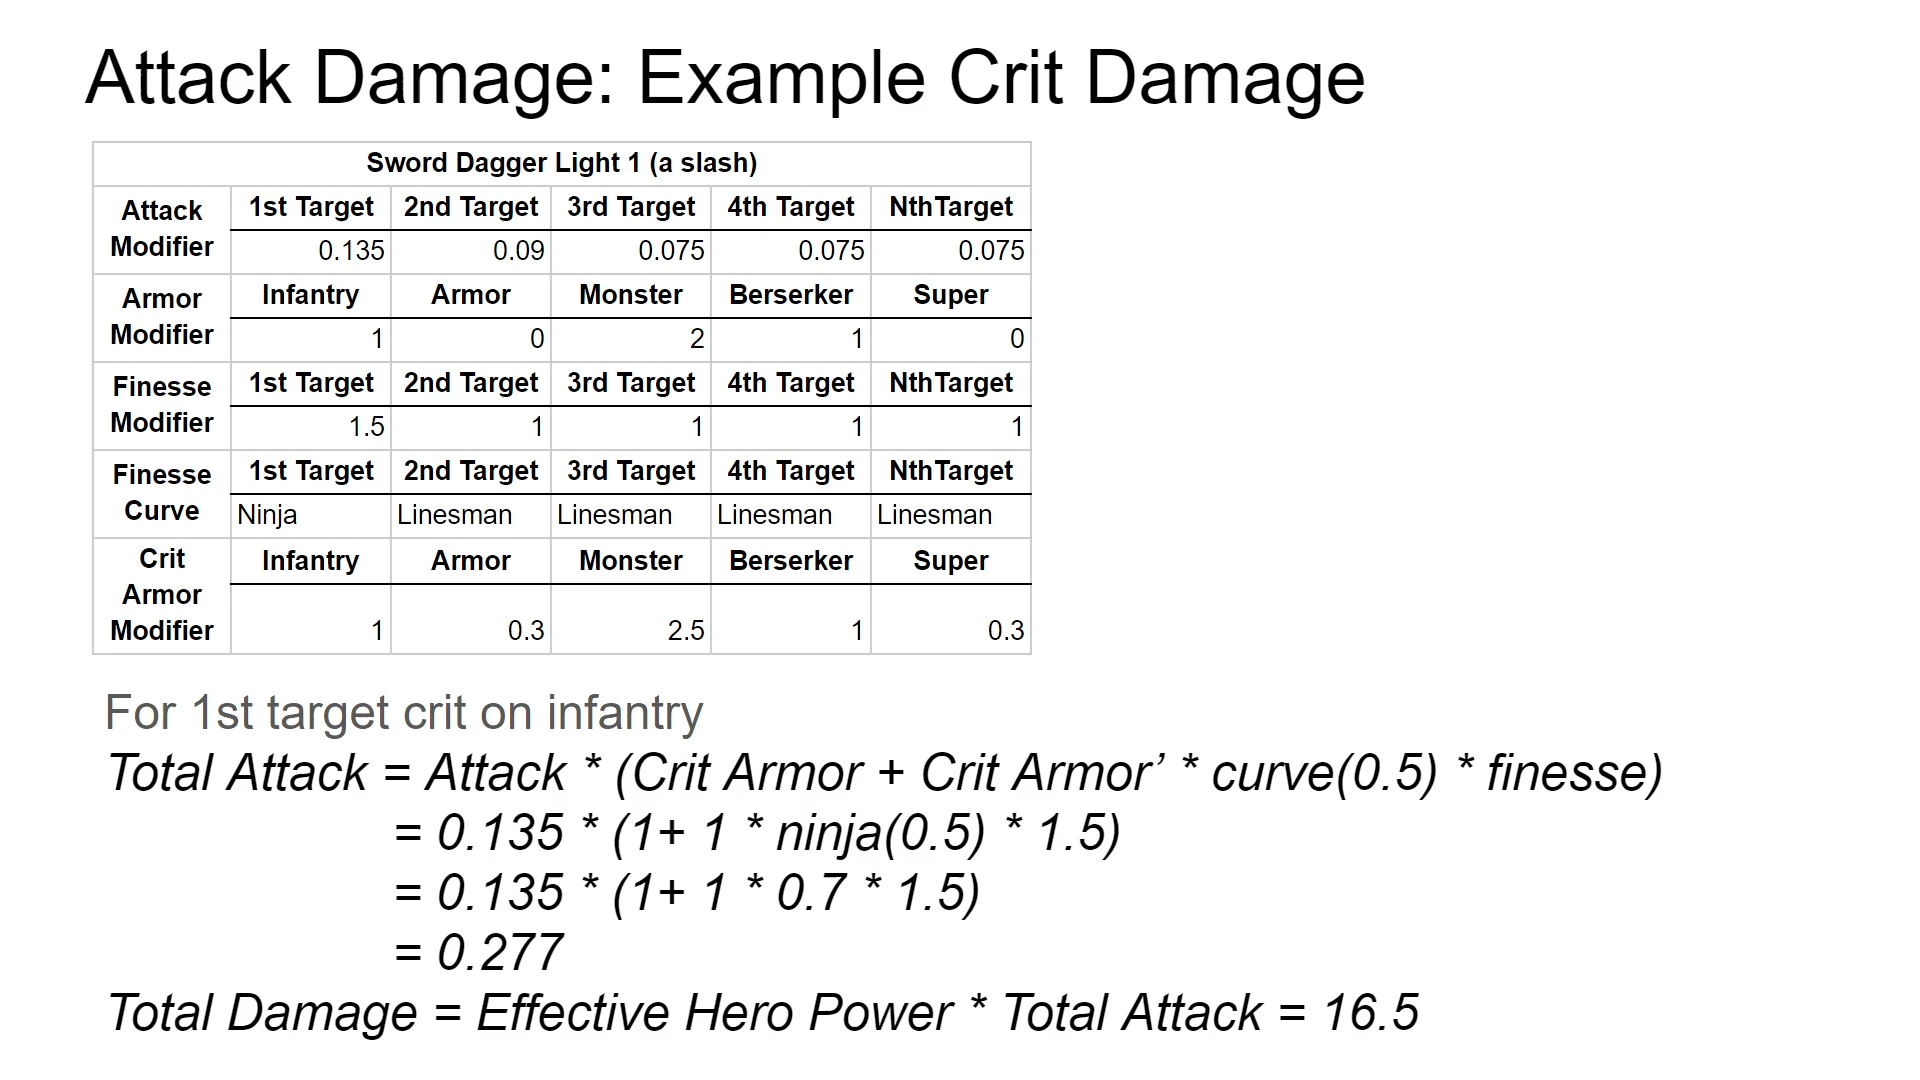 Attack Damage: Example Crit Damage
Sword Dagger Light 1 (a slash)
Attack Modifier 1st Target 2nd Target 3rd Target 4th Target NthTarget
0.135 0.09 0.075 0.075 0.075
Armor Modifier Infantry Armor Monster Berserker Super
1 0 2 1 0
Finesse Modifier 1st Target 2nd Target 3rd Target 4th Target NthTarget
1.5 1 1 1 1
Finesse Curve 1st Target 2nd Target 3rd Target 4th Target NthTarget
Ninja Linesman Linesman Linesman Linesman
Crit Armor Modifier Infantry Armor Monster Berserker Super
1 0.3 2.5 1 0.3
For 1st target crit on infantry
Total Attack = Attack * (Crit Armor + Crit Armor’ * curve(0.5) * finesse)
= 0.135 * (1+ 1 * ninja(0.5) * 1.5)
= 0.135 * (1+ 1 * 0.7 * 1.5)
= 0.277
Total Damage = Effective Hero Power * Total Attack = 16.5